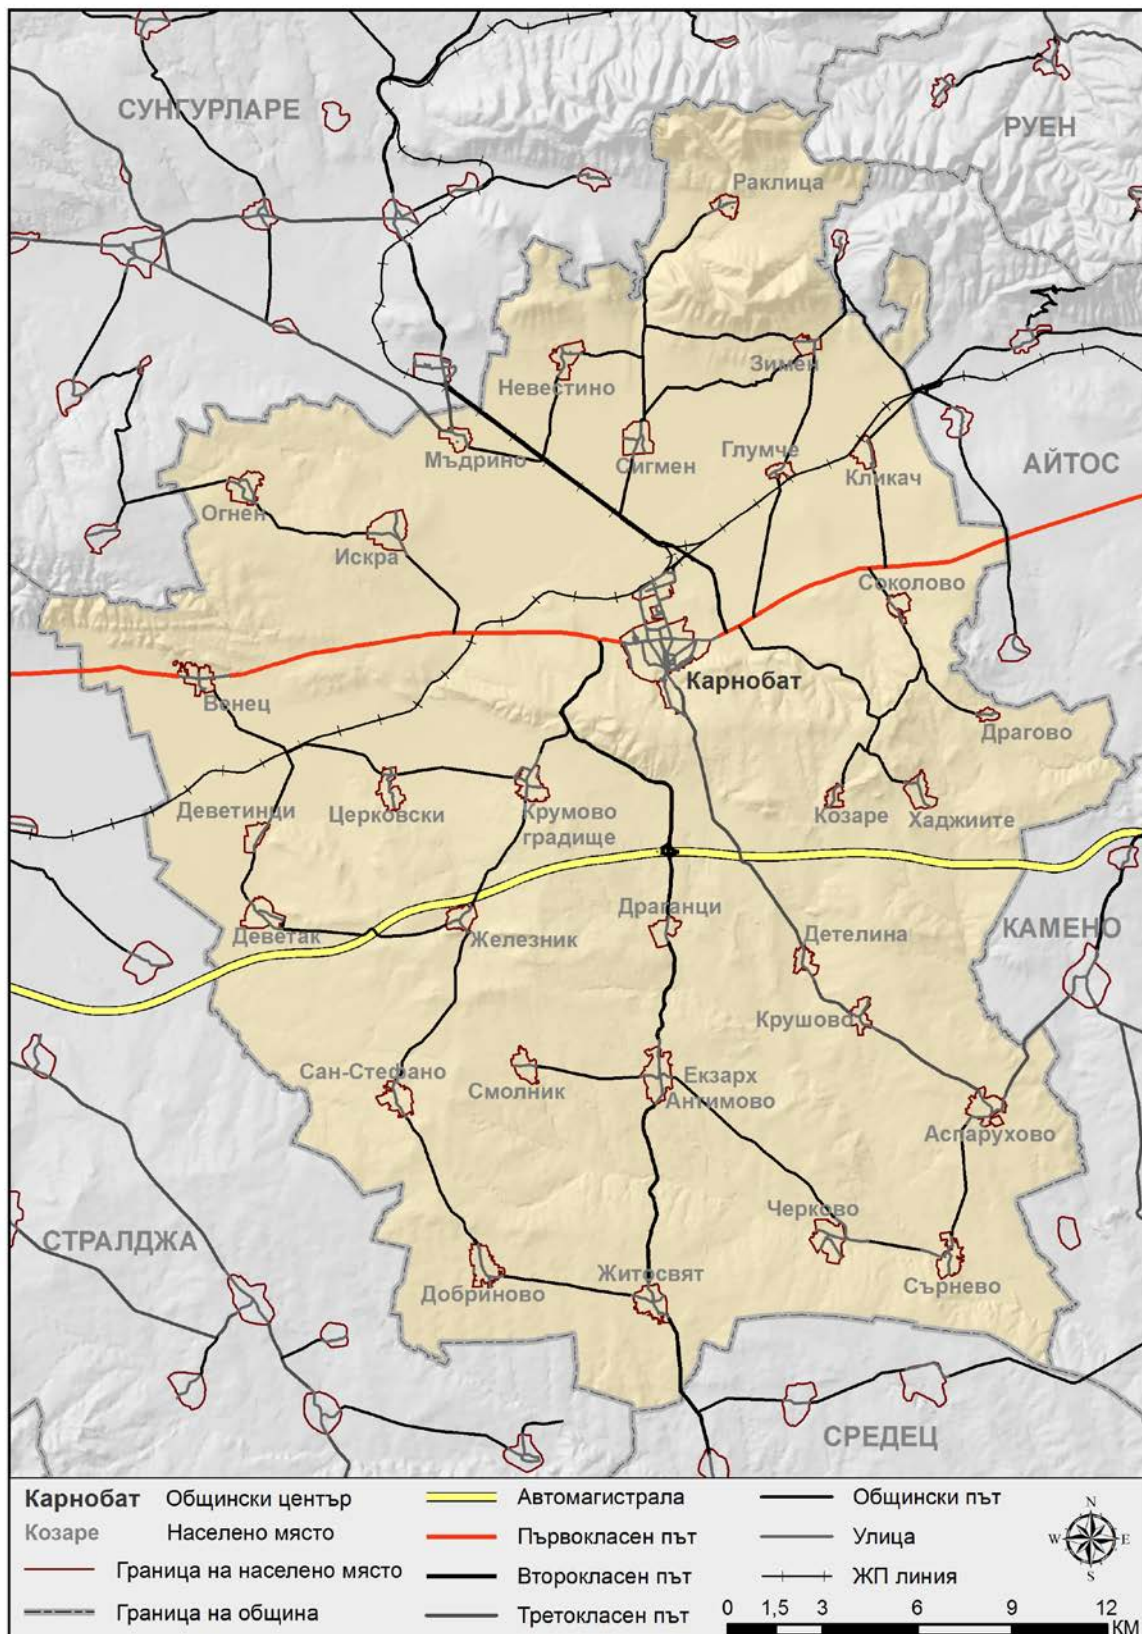 СУНГУРЛАРЕ
РУЕН
Раклица
Зимен
Невестино
Мъдрино
Сигмен
Глумче
Кликач
АЙТОС
Огнен
Искра
Соколово
Венец
Карнобат
Драгово
Деветинци
Церковски
Крумово
градище
Козаре
Хаджиите
Деветак
Железник
Драганци
Детелина
КАМЕНО
Крушово
Сан-Стефано
Смолник
Екзарх
Антимово
Аспарухово
Черково
СТРАЛДЖА
Добриново
Житосвят
Сърнево
СРЕДЕЦ
Карнобат Общински център
Козаре Населено място
Граница на населено място
Граница на община
Автомагистрала
Първокласен път
Второкласен път
Третокласен път
Общински път
Улица
ЖП линия
N
W E
S
0 1,5 3 6 9 12
КМ